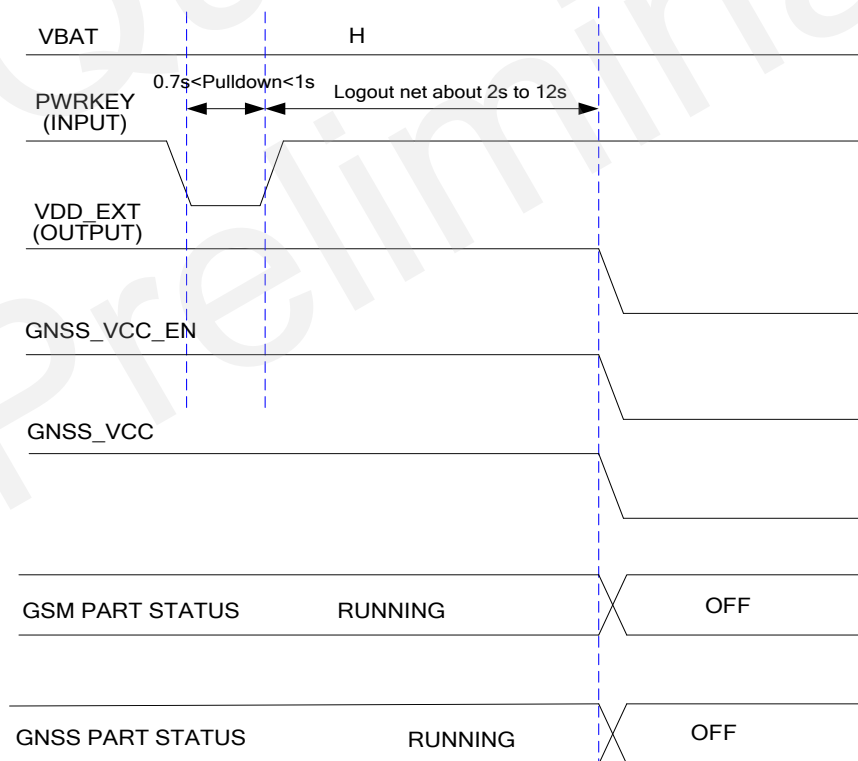 VBAT
H
0.7s<Pulldown<1s
Logout net about 2s to 12s
PWRKEY
(INPUT)
VDD_EXT
(OUTPUT)
GNSS_VCC_EN
GNSS_VCC
GSM PART STATUS
RUNNING
OFF
GNSS PART STATUS
RUNNING
OFF